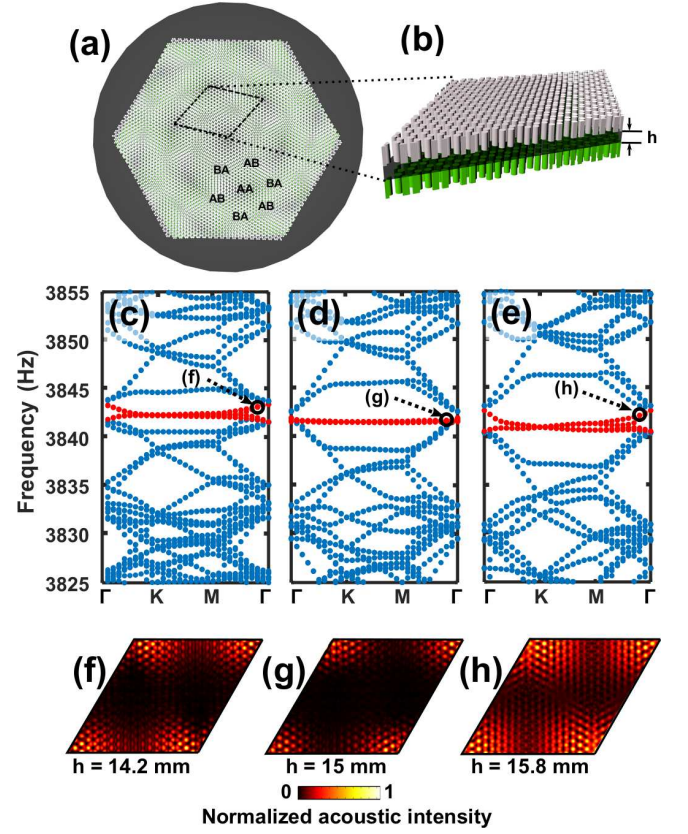 (a)
(b)
AB
BA
AA
BA
AB
AB
BA
h
3855
3850
3845
3840
3835
3830
3825
Frequency (Hz)
(c)
(d)
(e)
(f)
(g)
(h)
Γ K M Γ
Γ K M Γ
Γ K M Γ
(f)
(g)
(h)
h = 14.2 mm
h = 15 mm
h = 15.8 mm
0 1
Normalized acoustic intensity